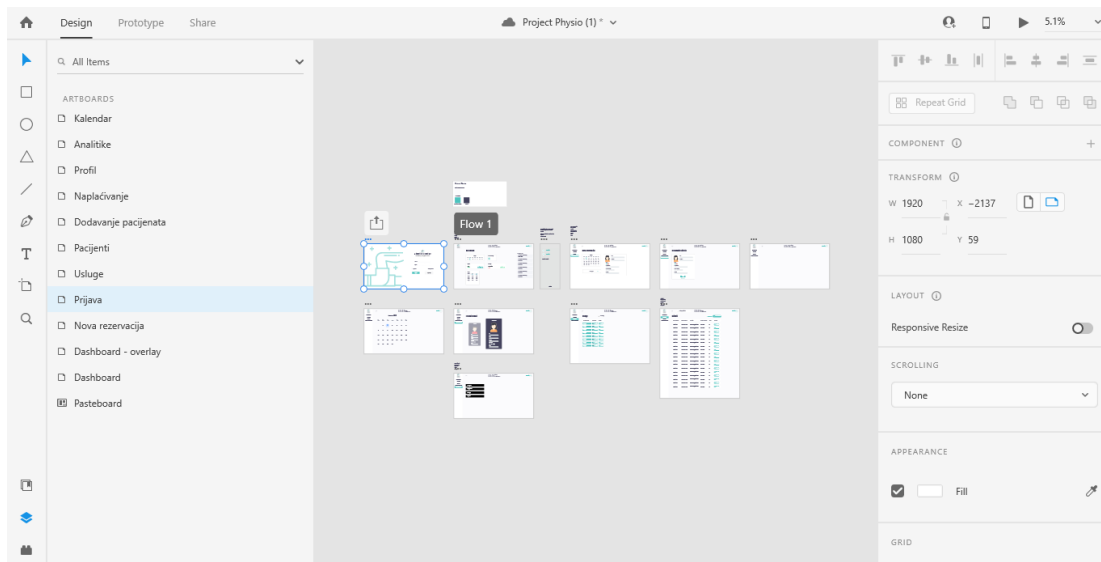 Design Prototype Share Project Physio (1) * 5.1%
All Items
ARTBOARDS
Kalendar
Analitike
Profil
Naplaćivanje
Dodavanje pacijenata
Pacijenti
Usluge
Prijava
Nova rezervacija
Dashboard - overlay
Dashboard
Pasteboard
Flow 1
Repeat Grid
COMPONENT
TRANSFORM
W 1920 X -2137
H 1080 Y 59
LAYOUT
Responsive Resize
SCROLLING
None
APPEARANCE
Fill
GRID